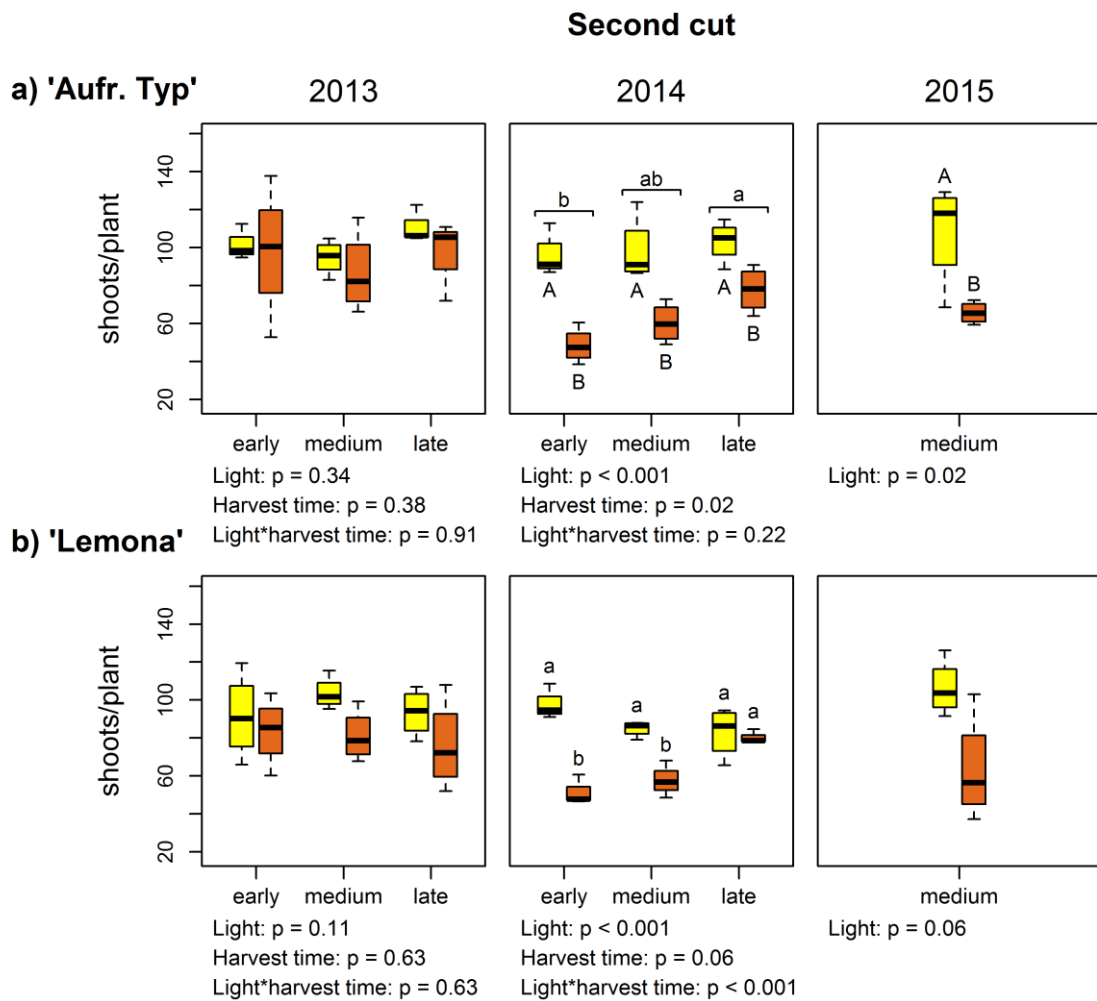 Second cut
a) 'Aufr. Typ' 2013 2014 2015
shoots/plant
20 60 100 140
b ab a
A A A A
B B B B
early medium late early medium late medium
Light: p = 0.34 Light: p < 0.001 Light: p = 0.02
Harvest time: p = 0.38 Harvest time: p = 0.02
Light*harvest time: p = 0.91 Light*harvest time: p = 0.22
b) 'Lemona'
shoots/plant
20 60 100 140
a a a a
b b
early medium late early medium late medium
Light: p = 0.11 Light: p < 0.001 Light: p = 0.06
Harvest time: p = 0.63 Harvest time: p = 0.06
Light*harvest time: p = 0.63 Light*harvest time: p < 0.001